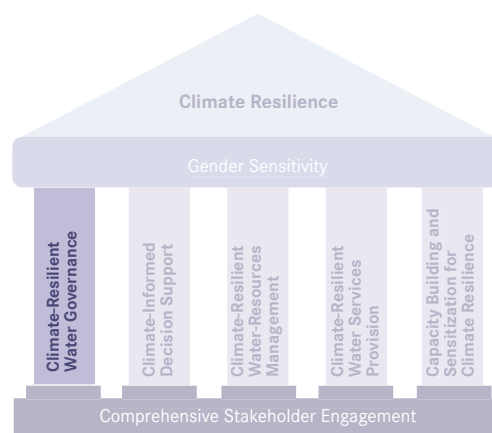 Climate Resilience
Gender Sensitivity
Climate-Resilient
Water Governance
Climate-Informed
Decision Support
Climate-Resilient
Water-Resources
Management
Climate-Resilient
Water Services
Provision
Capacity Building and
Sensitization for
Climate Resilience
Comprehensive Stakeholder Engagement